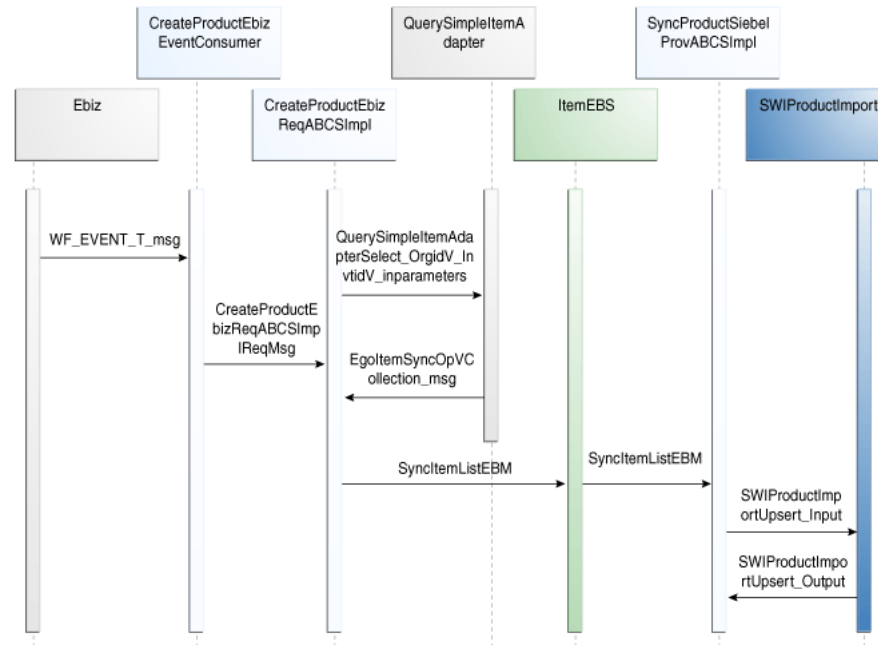 CreateProductEbiz
EventConsumer
QuerySimpleItemA
dapter
SyncProductSiebel
ProvABCSImpl
Ebiz
CreateProductEbiz
ReqABCSImpl
ItemEBS
SWIProductImport
WF_EVENT_T_msg
QuerySimpleItemAda
pterSelect_OrgidV_In
vtidV_inparameters
CreateProductE
bizReqABCSImp
lReqMsg
EgoItemSyncOpVC
ollection_msg
SyncItemListEBM
SyncItemListEBM
SWIProductImp
ortUpsert_Input
SWIProductImpo
rtUpsert_Output